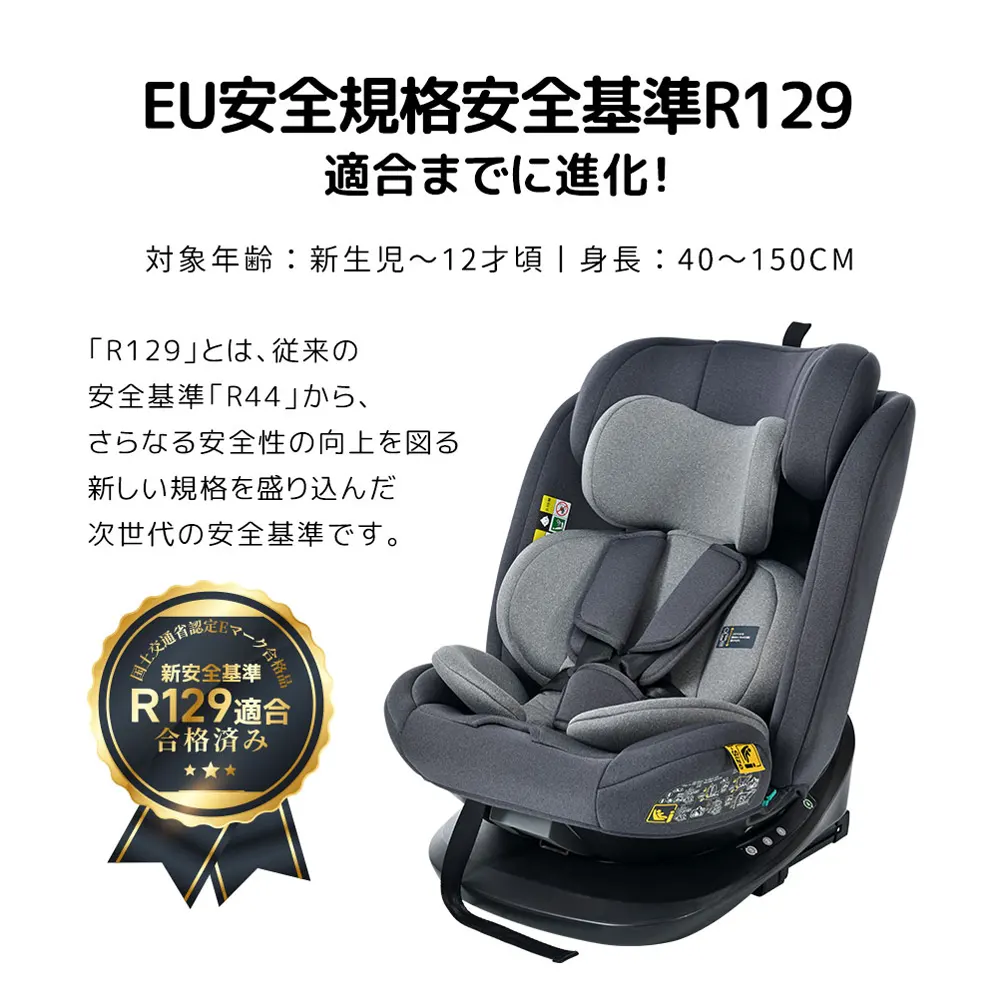 EU安全規格安全基準R129
適合までに進化!
対象年齢：新生児～12才頃｜身長：40～150CM
「R129」とは、従来の
安全基準「R44」から、
さらなる安全性の向上を図る
新しい規格を盛り込んだ
次世代の安全基準です。
国土交通省認定Eマーク合格品
新安全基準
R129適合
合格済み